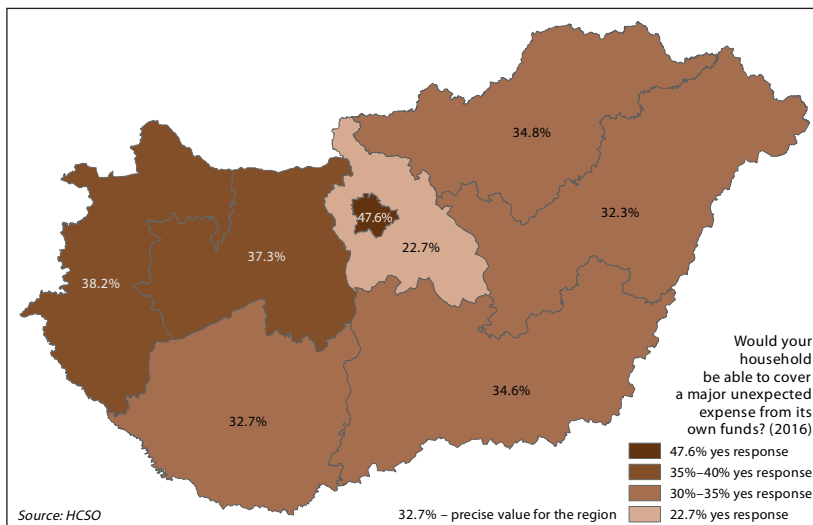 34.8%
32.3%
47.6%
22.7%
37.3%
38.2%
34.6%
32.7%
Would your
household
be able to cover
a major unexpected
expense from its
own funds? (2016)
47.6% yes response
35%–40% yes response
30%–35% yes response
22.7% yes response
32.7% – precise value for the region
Source: HCSO